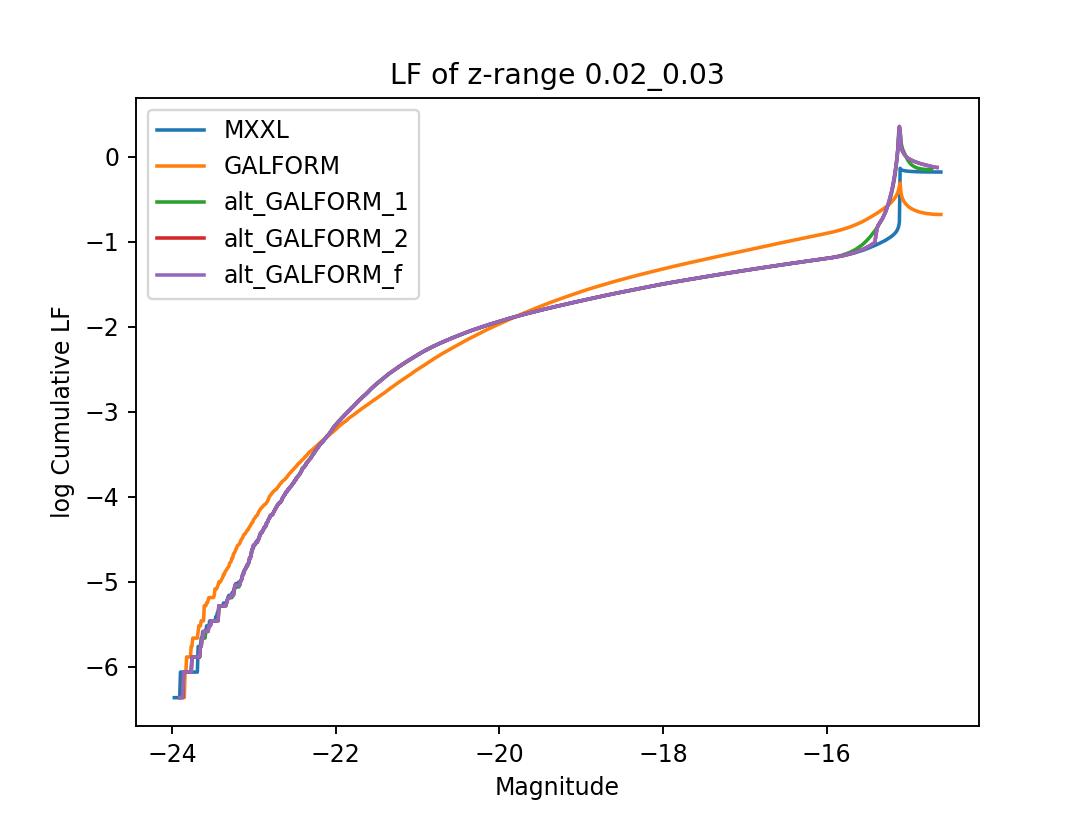 LF of z-range 0.02_0.03
MXXL
GALFORM
alt_GALFORM_1
alt_GALFORM_2
alt_GALFORM_f
log Cumulative LF
0
−1
−2
−3
−4
−5
−6
−24
−22
−20
−18
−16
Magnitude